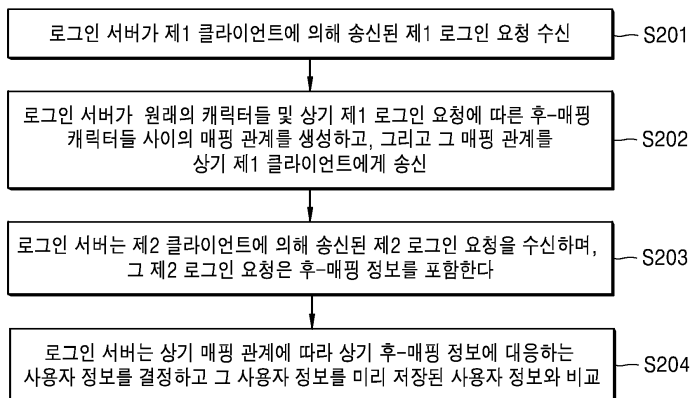 로그인 서버가 제1 클라이언트에 의해 송신된 제1 로그인 요청 수신
S201
로그인 서버가 원래의 캐릭터들 및 상기 제1 로그인 요청에 따른 후-매핑
캐릭터들 사이의 매핑 관계를 생성하고, 그리고 그 매핑 관계를
상기 제1 클라이언트에게 송신
S202
로그인 서버는 제2 클라이언트에 의해 송신된 제2 로그인 요청을 수신하며,
그 제2 로그인 요청은 후-매핑 정보를 포함한다
S203
로그인 서버는 상기 매핑 관계에 따라 상기 후-매핑 정보에 대응하는
사용자 정보를 결정하고 그 사용자 정보를 미리 저장된 사용자 정보와 비교
S204